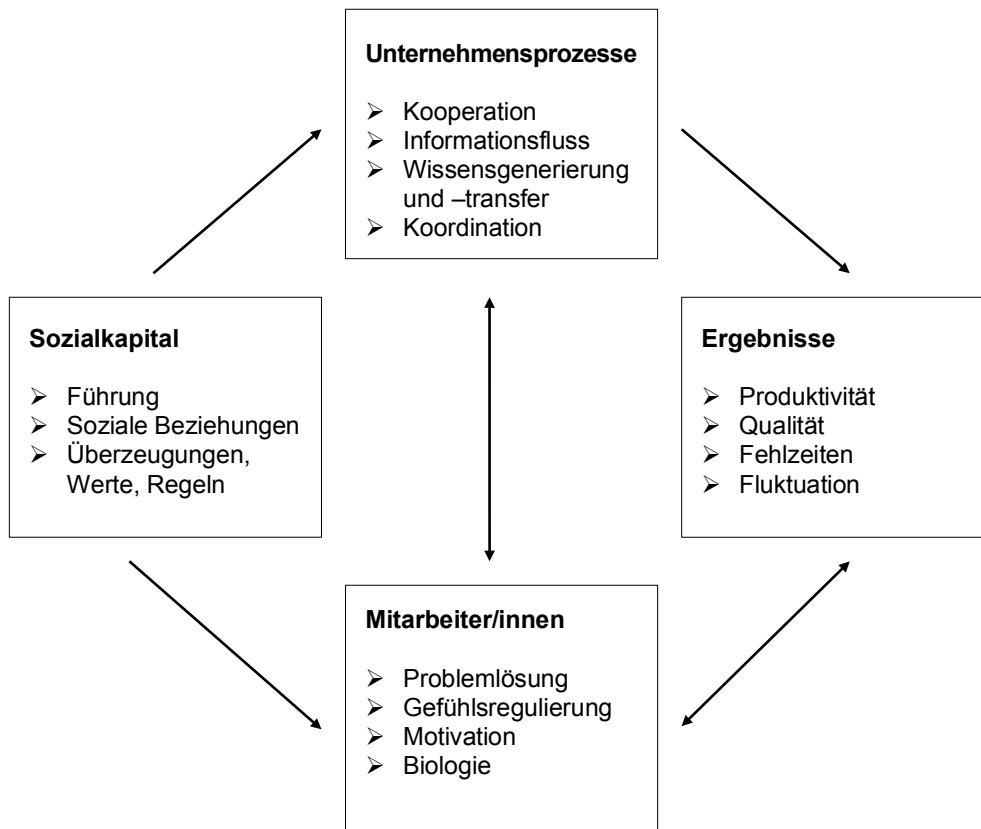 Unternehmensprozesse
➢ Kooperation
➢ Informationsfluss
➢ Wissensgenerierung
und –transfer
➢ Koordination
Sozialkapital
➢ Führung
➢ Soziale Beziehungen
➢ Überzeugungen,
Werte, Regeln
Ergebnisse
➢ Produktivität
➢ Qualität
➢ Fehlzeiten
➢ Fluktuation
Mitarbeiter/innen
➢ Problemlösung
➢ Gefühlsregulierung
➢ Motivation
➢ Biologie